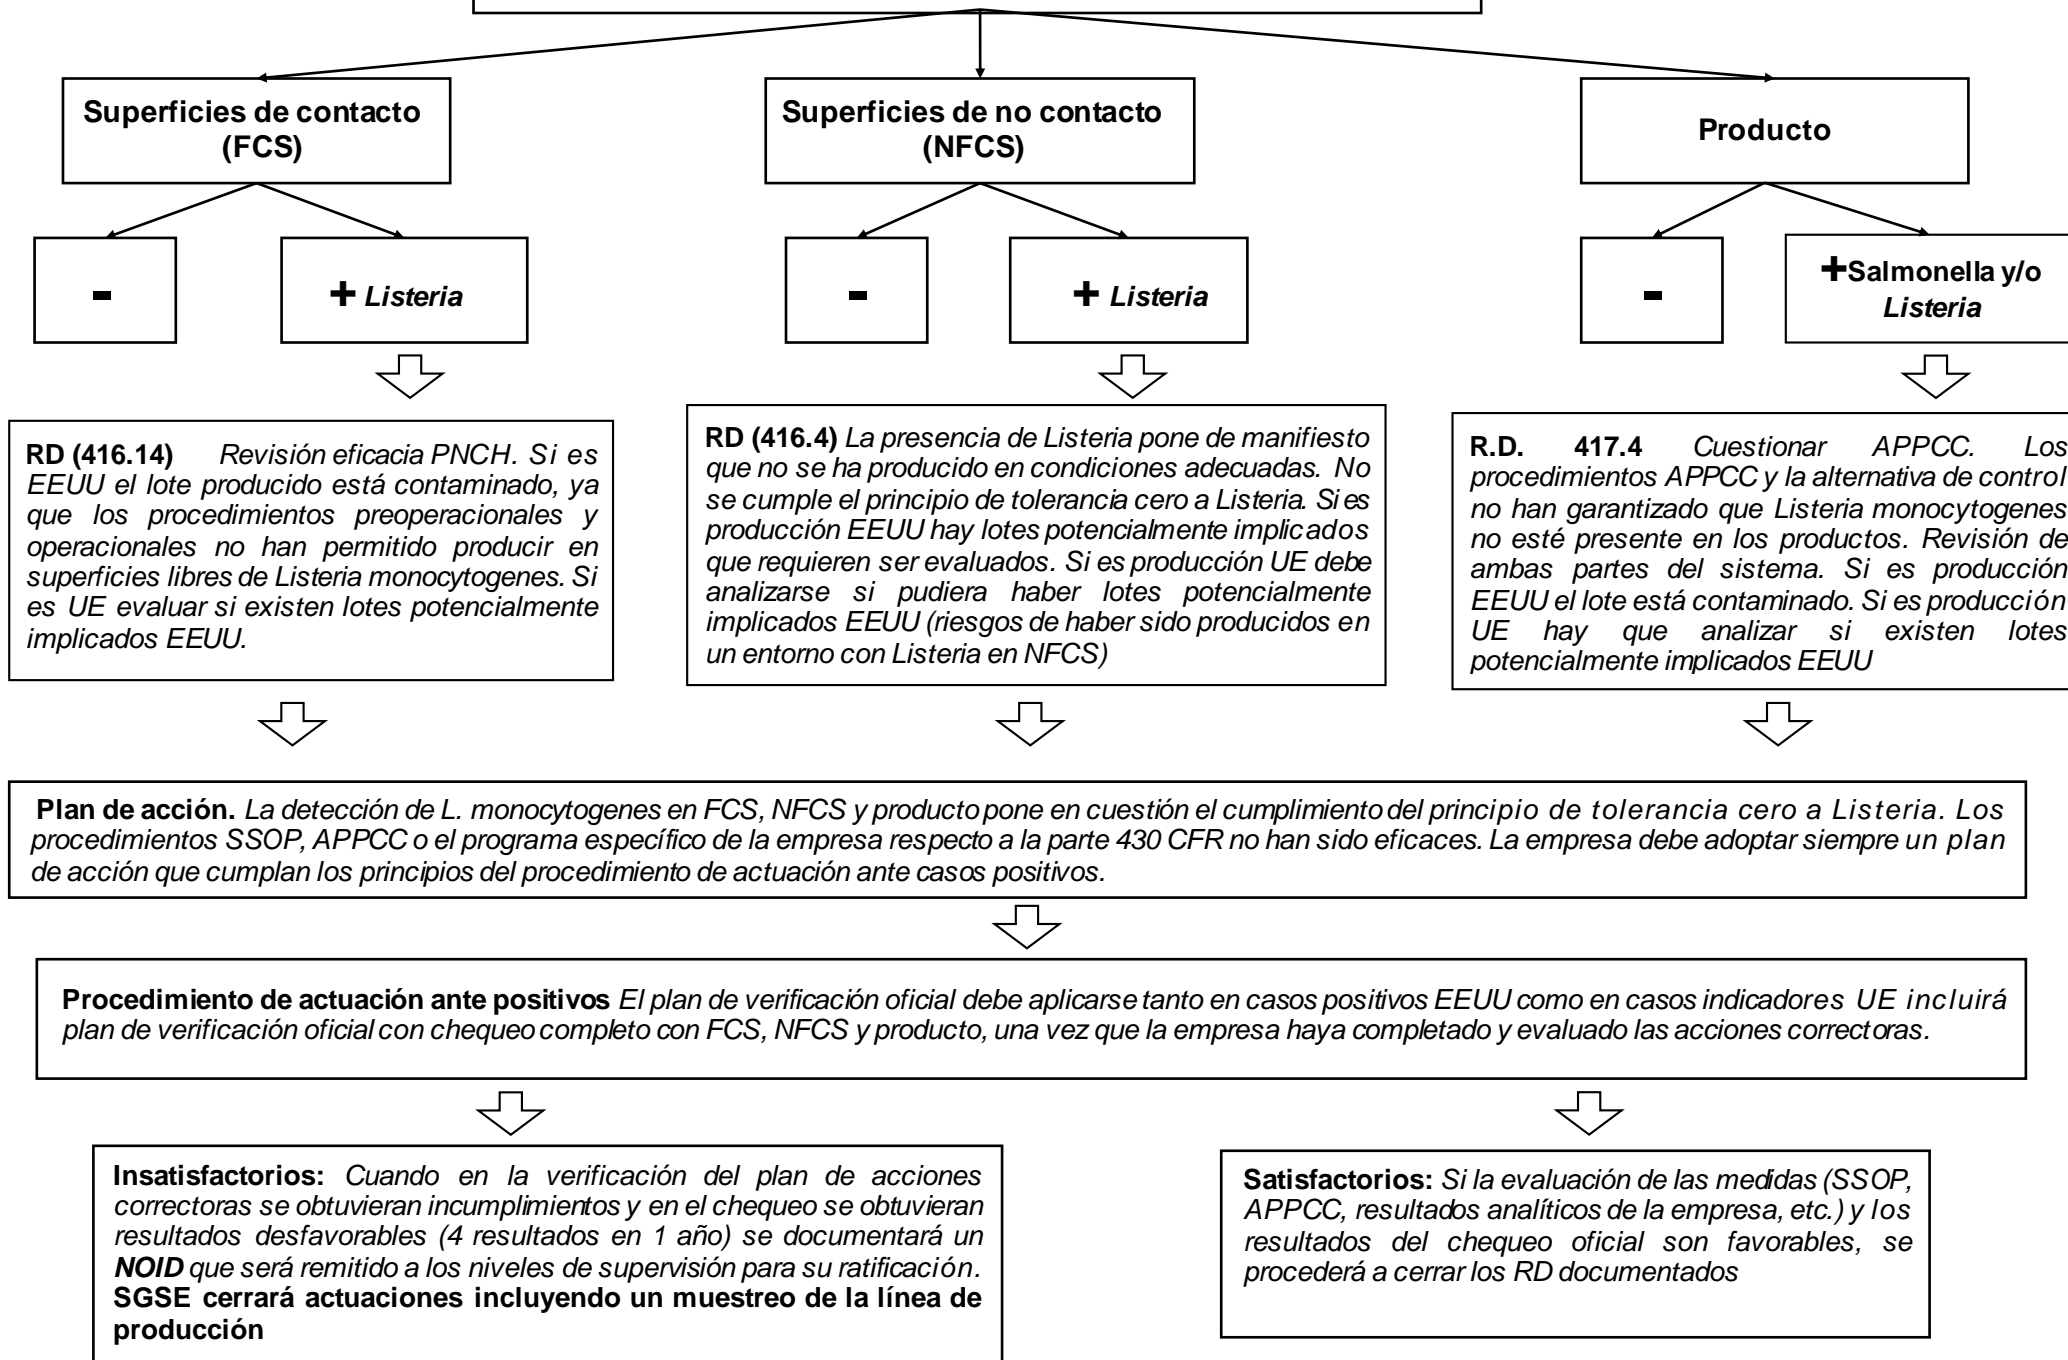 Superficies de contacto
(FCS)
Superficies de no contacto
(NFCS)
Producto
-
+ Listeria
-
+ Listeria
-
+Salmonella y/o
Listeria
RD (416.14) Revisión eficacia PNCH. Si es
EEUU el lote producido está contaminado, ya
que los procedimientos preoperacionales y
operacionales no han permitido producir en
superficies libres de Listeria monocytogenes. Si
es UE evaluar si existen lotes potencialmente
implicados EEUU.
RD (416.4) La presencia de Listeria pone de manifiesto
que no se ha producido en condiciones adecuadas. No
se cumple el principio de tolerancia cero a Listeria. Si es
producción EEUU hay lotes potencialmente implicados
que requieren ser evaluados. Si es producción UE debe
analizarse si pudiera haber lotes potencialmente
implicados EEUU (riesgos de haber sido producidos en
un entorno con Listeria en NFCS)
R.D. 417.4 Cuestionar APPCC. Los
procedimientos APPCC y la alternativa de control
no han garantizado que Listeria monocytogenes
no esté presente en los productos. Revisión de
ambas partes del sistema. Si es producción
EEUU el lote está contaminado. Si es producción
UE hay que analizar si existen lotes
potencialmente implicados EEUU
Plan de acción. La detección de L. monocytogenes en FCS, NFCS y producto pone en cuestión el cumplimiento del principio de tolerancia cero a Listeria. Los
procedimientos SSOP, APPCC o el programa específico de la empresa respecto a la parte 430 CFR no han sido eficaces. La empresa debe adoptar siempre un plan
de acción que cumplan los principios del procedimiento de actuación ante casos positivos.
Procedimiento de actuación ante positivos El plan de verificación oficial debe aplicarse tanto en casos positivos EEUU como en casos indicadores UE incluirá
plan de verificación oficial con chequeo completo con FCS, NFCS y producto, una vez que la empresa haya completado y evaluado las acciones correctoras.
Insatisfactorios: Cuando en la verificación del plan de acciones
correctoras se obtuvieran incumplimientos y en el chequeo se obtuvieran
resultados desfavorables (4 resultados en 1 año) se documentará un
NOID que será remitido a los niveles de supervisión para su ratificación.
SGSE cerrará actuaciones incluyendo un muestreo de la línea de
producción
Satisfactorios: Si la evaluación de las medidas (SSOP,
APPCC, resultados analíticos de la empresa, etc.) y los
resultados del chequeo oficial son favorables, se
procederá a cerrar los RD documentados